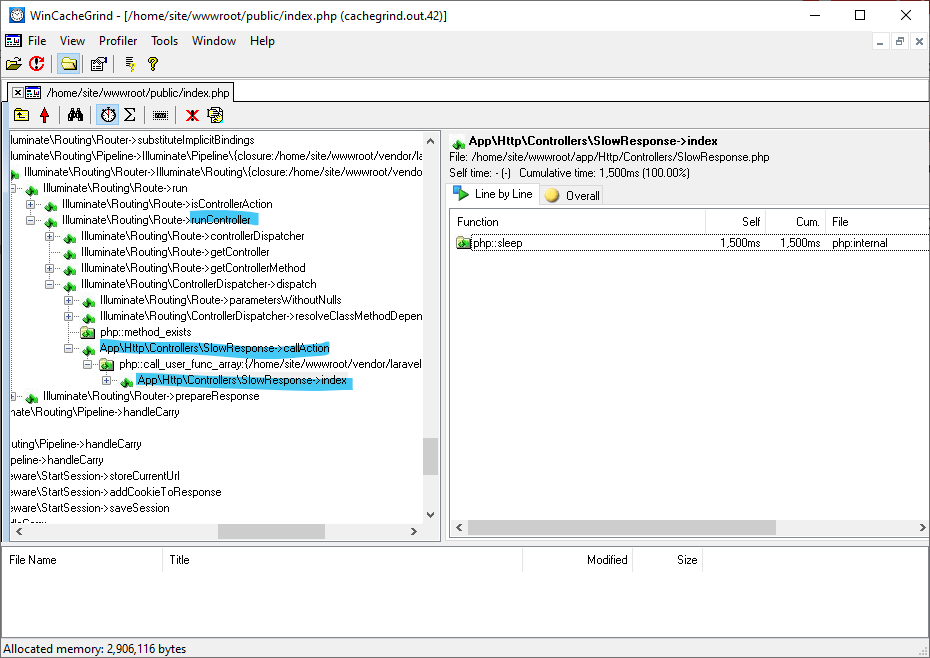 WinCacheGrind - [/home/site/wwwroot/public/index.php (cachegrind.out.42)]
File View Profiler Tools Window Help
/home/site/wwwroot/public/index.php
luminate\Routing\Router->substituteImplicitBindings
luminate\Routing\Pipeline->Illuminate\Pipeline\{closure:/home/site/wwwroot/vendor/la
Illuminate\Routing\Router->Illuminate\Routing\{closure:/home/site/wwwroot/vendo
Illuminate\Routing\Route->run
Illuminate\Routing\Route->isControllerAction
Illuminate\Routing\Route->runController
Illuminate\Routing\Route->controllerDispatcher
Illuminate\Routing\Route->getController
Illuminate\Routing\Route->getControllerMethod
Illuminate\Routing\ControllerDispatcher->dispatch
Illuminate\Routing\Route->parametersWithoutNulls
Illuminate\Routing\ControllerDispatcher->resolveClassMethodDepen
php::method_exists
App\Http\Controllers\SlowResponse->callAction
php::call_user_func_array:{/home/site/wwwroot/vendor/laravel
App\Http\Controllers\SlowResponse->index
Illuminate\Routing\Router->prepareResponse
nate\Routing\Pipeline->handleCarry
uting\Pipeline->handleCarry
peline->handleCarry
eware\StartSession->storeCurrentUrl
eware\StartSession->addCookieToResponse
eware\StartSession->saveSession
App\Http\Controllers\SlowResponse->index
File: /home/site/wwwroot/app/Http/Controllers/SlowResponse.php
Self time: - (-) Cumulative time: 1,500ms (100.00%)
Line by Line Overall
Function Self Cum. File
php::sleep 1,500ms 1,500ms php:internal
File Name Title Modified Size
Allocated memory: 2,906,116 bytes